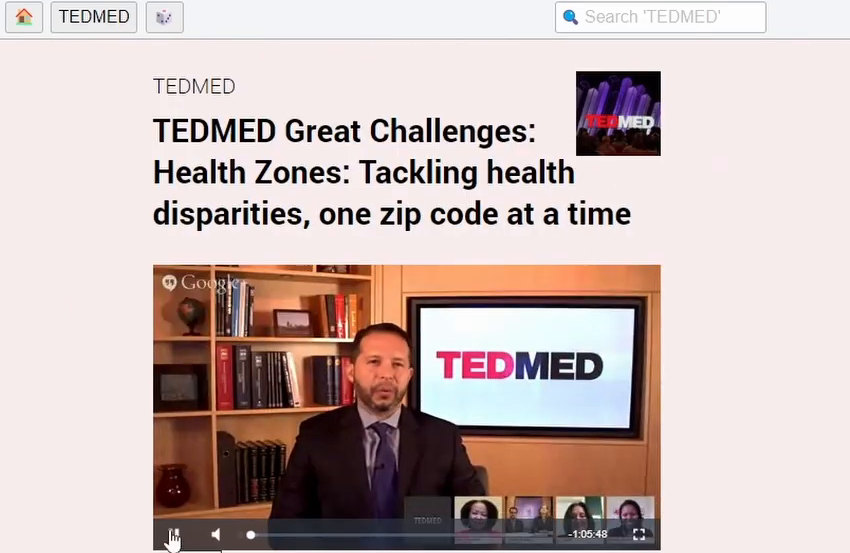 TEDMED
Search 'TEDMED'
TEDMED
TEDMED Great Challenges:
Health Zones: Tackling health
disparities, one zip code at a time
TEDMED
Google+
TEDMED
TEDMED
-1:05:48